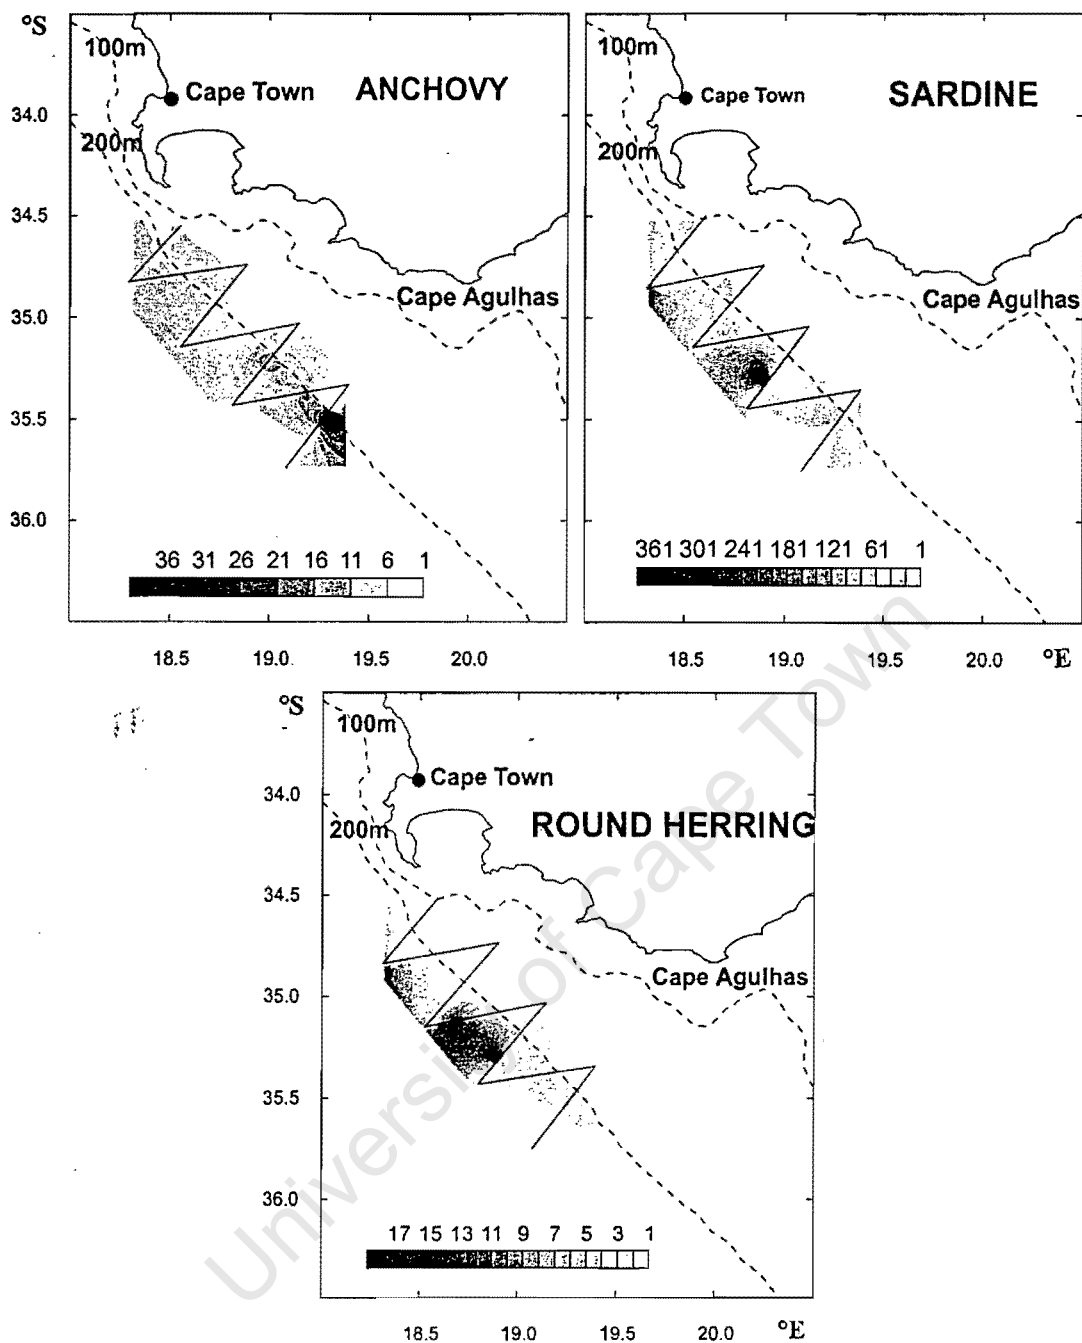 °S
100m
Cape Town
ANCHOVY
34.0
200m
34.5
Cape Agulhas
35.0
35.5
36.0
36 31 26 21 16 11 6 1
18.5 19.0 19.5 20.0
100m
Cape Town
SARDINE
200m
Cape Agulhas
361 301 241 181 121 61 1
18.5 19.0 19.5 20.0 °E
°S
100m
Cape Town
34.0
ROUND HERRING
200m
34.5
Cape Agulhas
35.0
35.5
36.0
17 15 13 11 9 7 5 3 1
18.5 19.0 19.5 20.0 °E
University of Cape Town